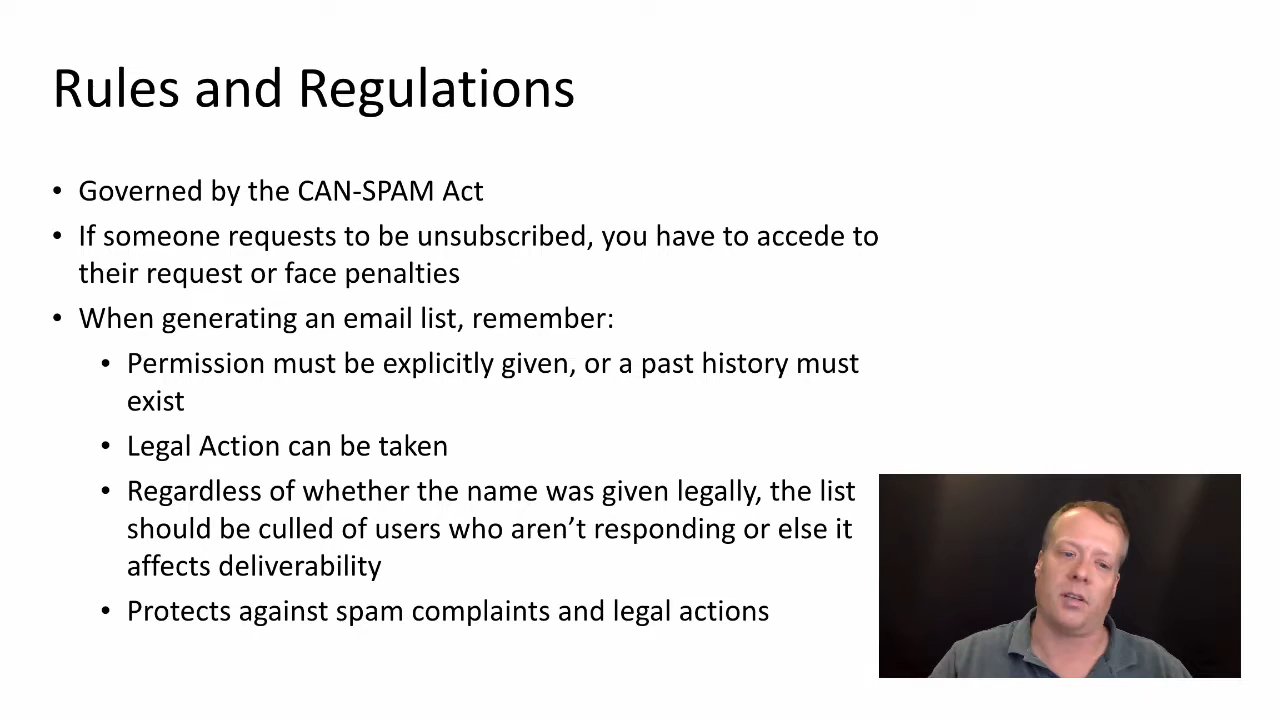 Rules and Regulations
• Governed by the CAN-SPAM Act
• If someone requests to be unsubscribed, you have to accede to
their request or face penalties
• When generating an email list, remember:
• Permission must be explicitly given, or a past history must
exist
• Legal Action can be taken
• Regardless of whether the name was given legally, the list
should be culled of users who aren’t responding or else it
affects deliverability
• Protects against spam complaints and legal actions